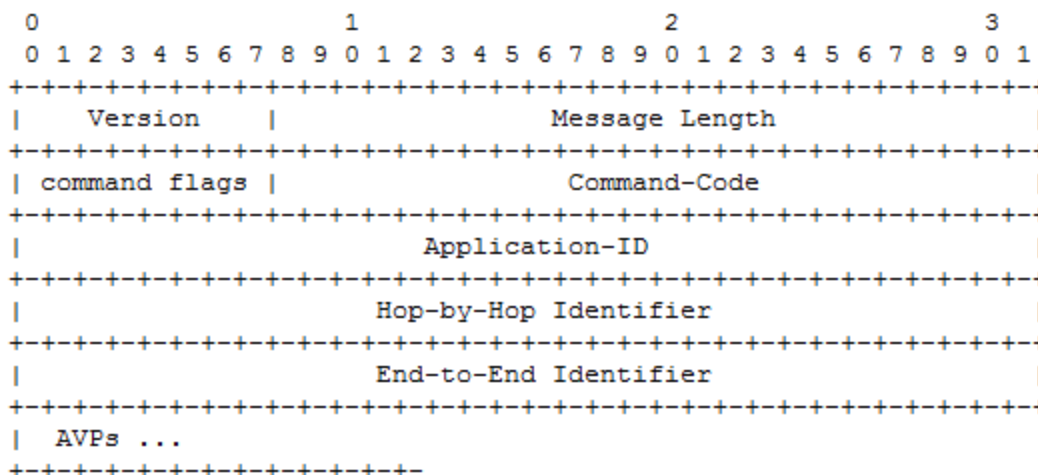 0                   1                   2                   3
 0 1 2 3 4 5 6 7 8 9 0 1 2 3 4 5 6 7 8 9 0 1 2 3 4 5 6 7 8 9 0 1
+-+-+-+-+-+-+-+-+-+-+-+-+-+-+-+-+-+-+-+-+-+-+-+-+-+-+-+-+-+-+-+-
|    Version    |                 Message Length                |
+-+-+-+-+-+-+-+-+-+-+-+-+-+-+-+-+-+-+-+-+-+-+-+-+-+-+-+-+-+-+-+-
| command flags |                  Command-Code                 |
+-+-+-+-+-+-+-+-+-+-+-+-+-+-+-+-+-+-+-+-+-+-+-+-+-+-+-+-+-+-+-+-
|                         Application-ID                        |
+-+-+-+-+-+-+-+-+-+-+-+-+-+-+-+-+-+-+-+-+-+-+-+-+-+-+-+-+-+-+-+-
|                      Hop-by-Hop Identifier                    |
+-+-+-+-+-+-+-+-+-+-+-+-+-+-+-+-+-+-+-+-+-+-+-+-+-+-+-+-+-+-+-+-
|                      End-to-End Identifier                    |
+-+-+-+-+-+-+-+-+-+-+-+-+-+-+-+-+-+-+-+-+-+-+-+-+-+-+-+-+-+-+-+-
|  AVPs ...
+-+-+-+-+-+-+-+-+-+-+-+-+-